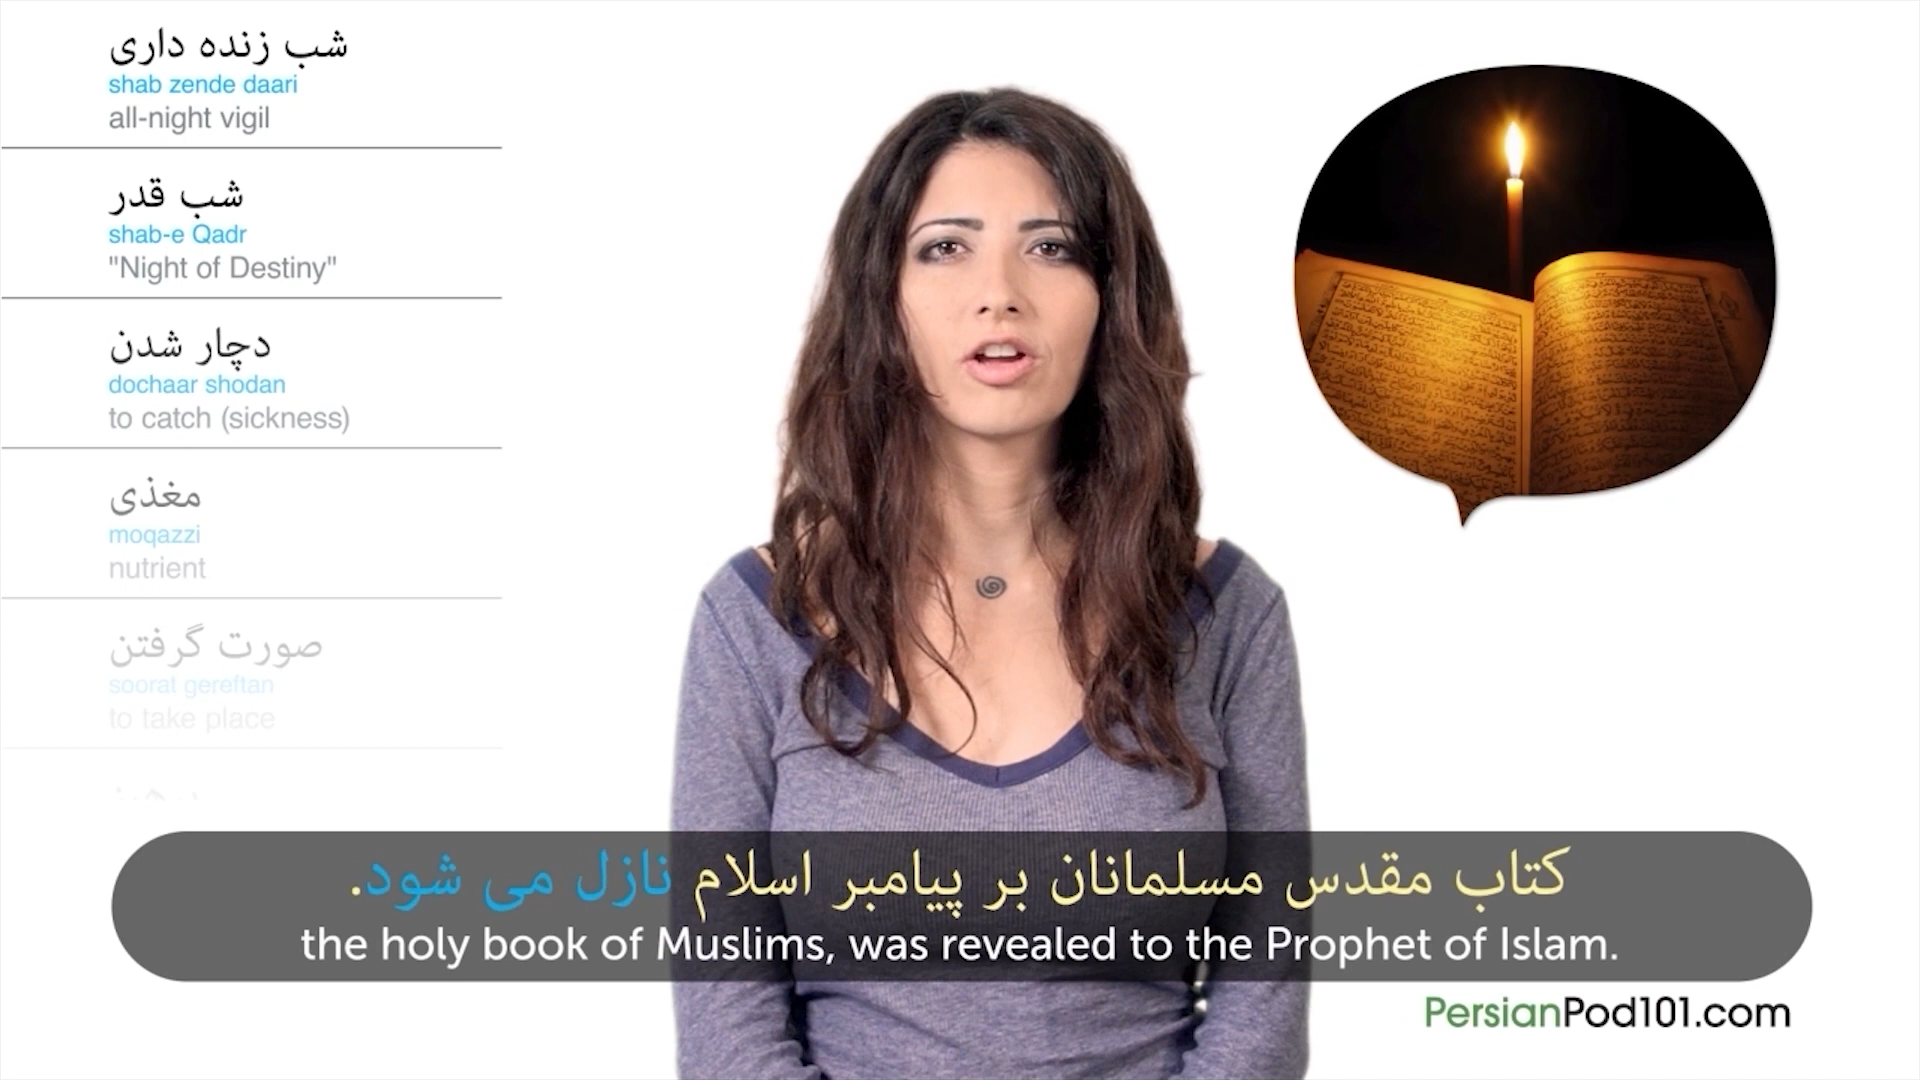 شب زنده داری
shab zende daari
all-night vigil
شب قدر
shab-e Qadr
"Night of Destiny"
دچار شدن
dochaar shodan
to catch (sickness)
مغذی
moqazzi
nutrient
صورت گرفتن
soorat gereftan
to take place
کتاب مقدس مسلمانان بر پیامبر اسلام نازل می شود.
the holy book of Muslims, was revealed to the Prophet of Islam.
PersianPod101.com